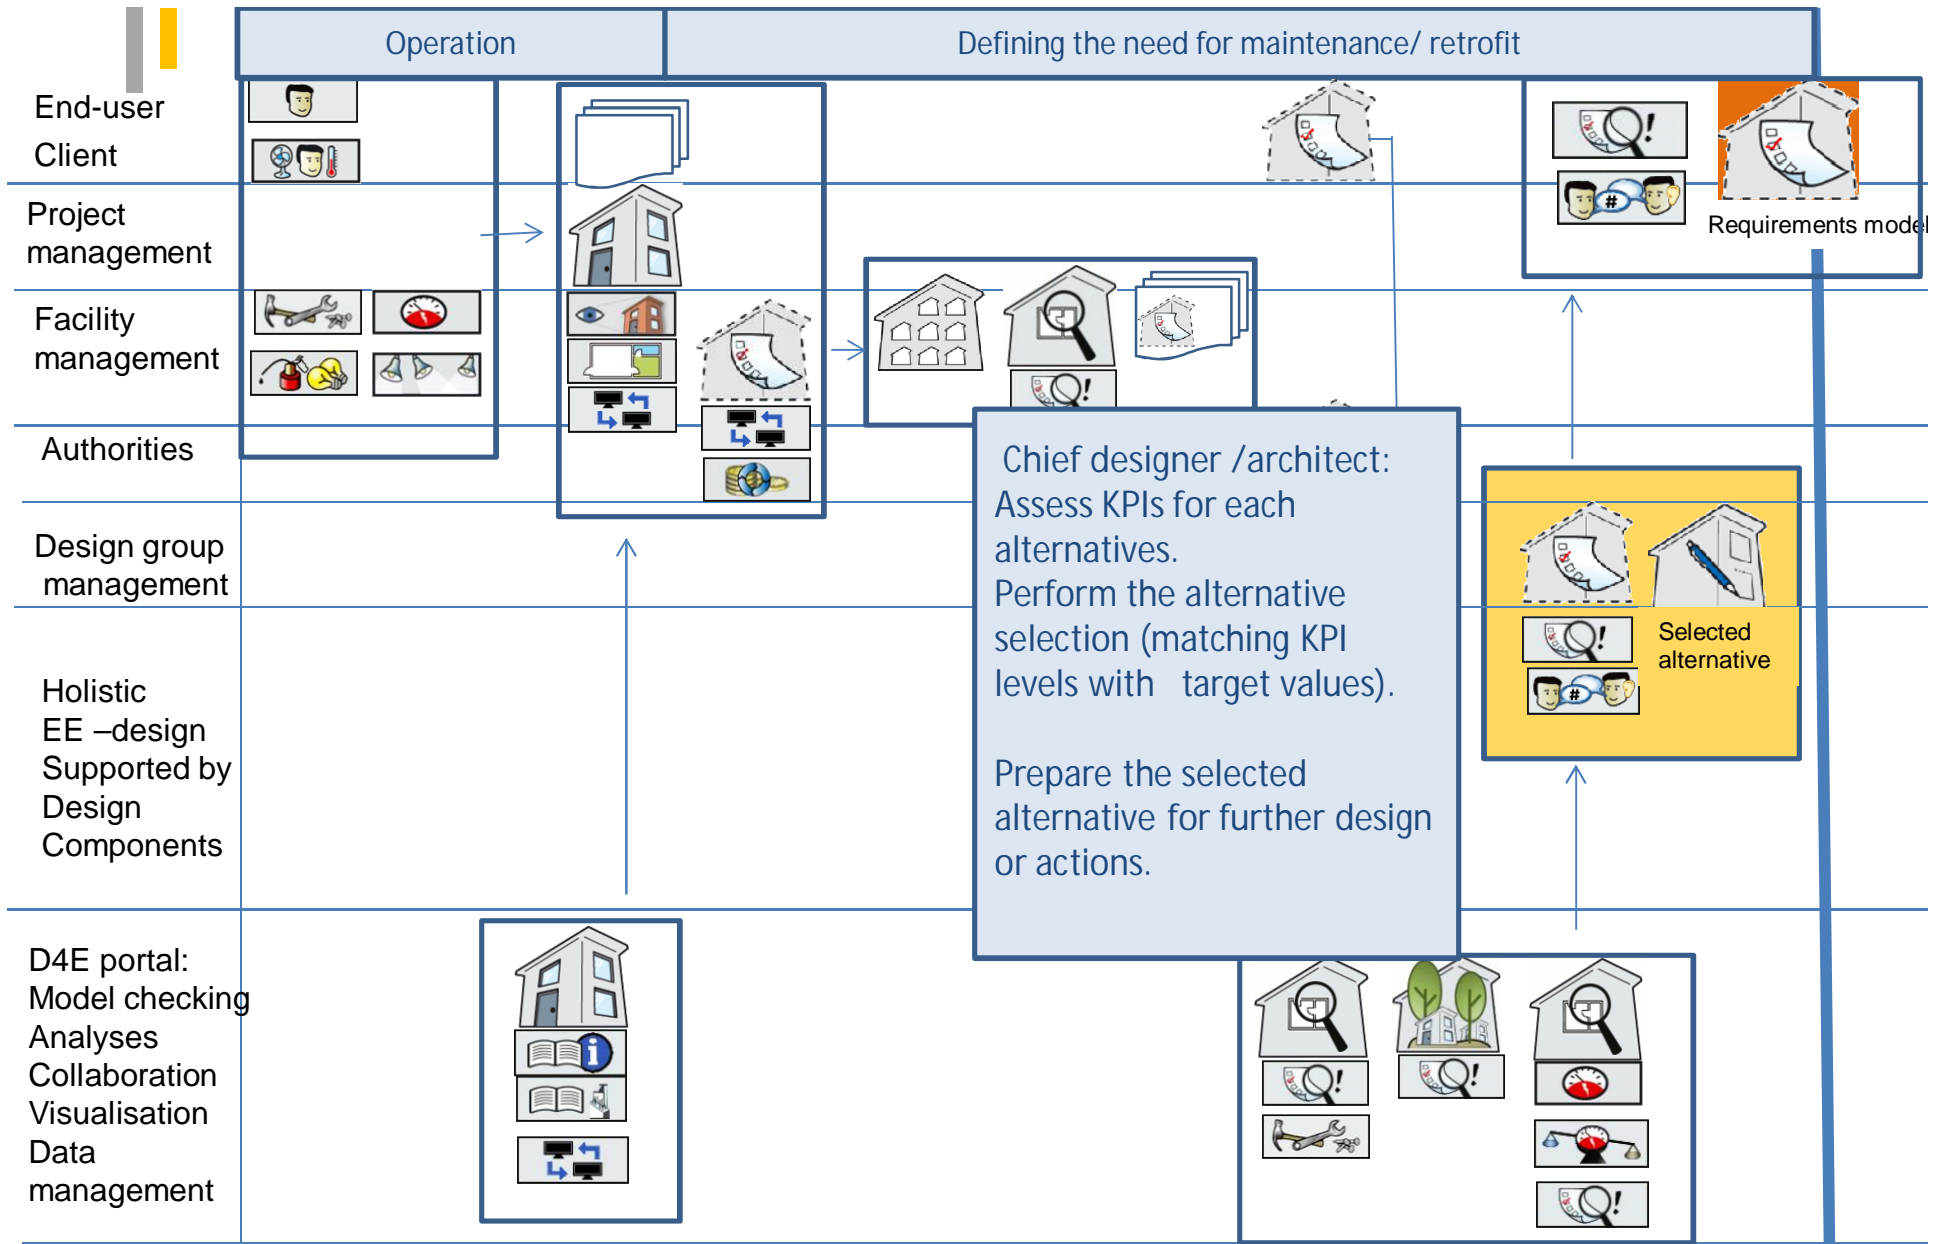 Operation
Defining the need for maintenance/ retrofit
End-user
Client
Project
management
Requirements model
Facility
management
Authorities
Design group
management
Chief designer /architect:
Assess KPIs for each
alternatives.
Perform the alternative
selection (matching KPI
levels with target values).
Prepare the selected
alternative for further design
or actions.
Selected
alternative
Holistic
EE –design
Supported by
Design
Components
D4E portal:
Model checking
Analyses
Collaboration
Visualisation
Data
management